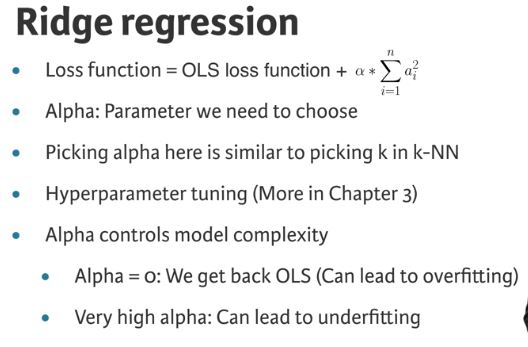 Ridge regression
• Loss function = OLS loss function + α * ∑_{i=1}^{n} a_i^2
• Alpha: Parameter we need to choose
• Picking alpha here is similar to picking k in k-NN
• Hyperparameter tuning (More in Chapter 3)
• Alpha controls model complexity
• Alpha = 0: We get back OLS (Can lead to overfitting)
• Very high alpha: Can lead to underfitting